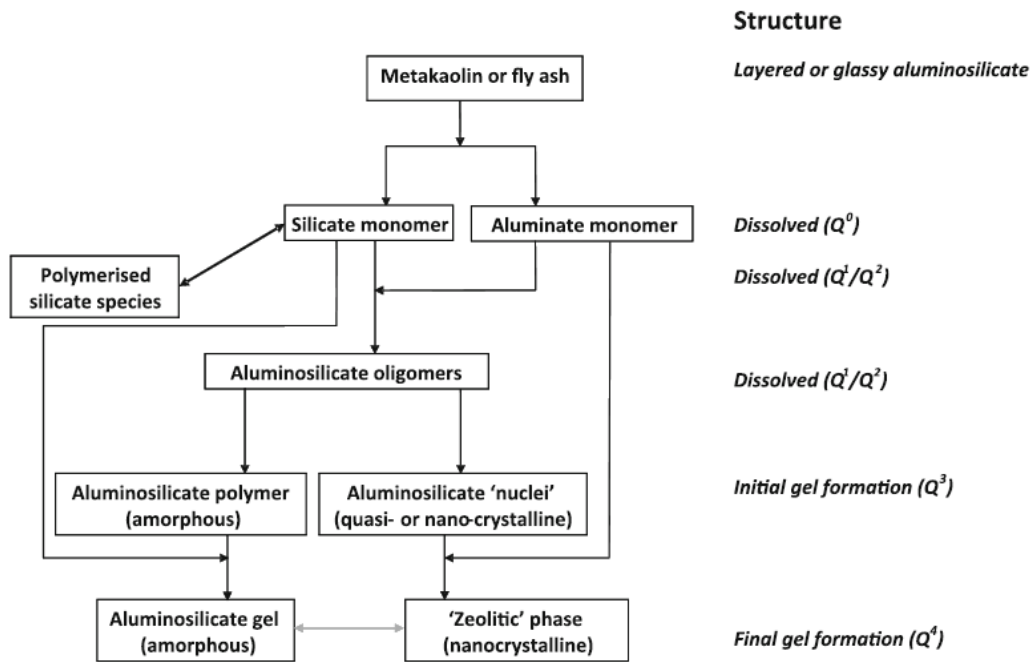 Structure
Metakaolin or fly ash
Layered or glassy aluminosilicate
Silicate monomer
Aluminate monomer
Dissolved (Q⁰)
Polymerised
silicate species
Dissolved (Q¹/Q²)
Aluminosilicate oligomers
Dissolved (Q¹/Q²)
Aluminosilicate polymer
(amorphous)
Aluminosilicate ‘nuclei’
(quasi- or nano-crystalline)
Initial gel formation (Q³)
Aluminosilicate gel
(amorphous)
‘Zeolitic’ phase
(nanocrystalline)
Final gel formation (Q⁴)